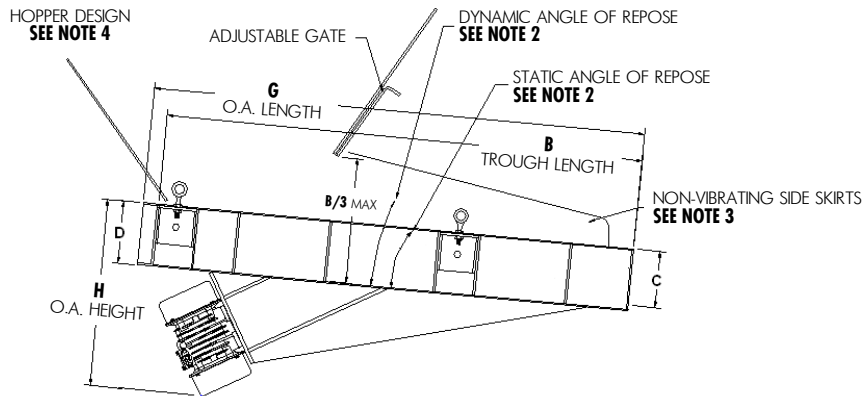 HOPPER DESIGN
SEE NOTE 4
ADJUSTABLE GATE
DYNAMIC ANGLE OF REPOSE
SEE NOTE 2
STATIC ANGLE OF REPOSE
SEE NOTE 2
G
O.A. LENGTH
B
TROUGH LENGTH
B/3 MAX
NON-VIBRATING SIDE SKIRTS
SEE NOTE 3
D
C
H
O.A. HEIGHT